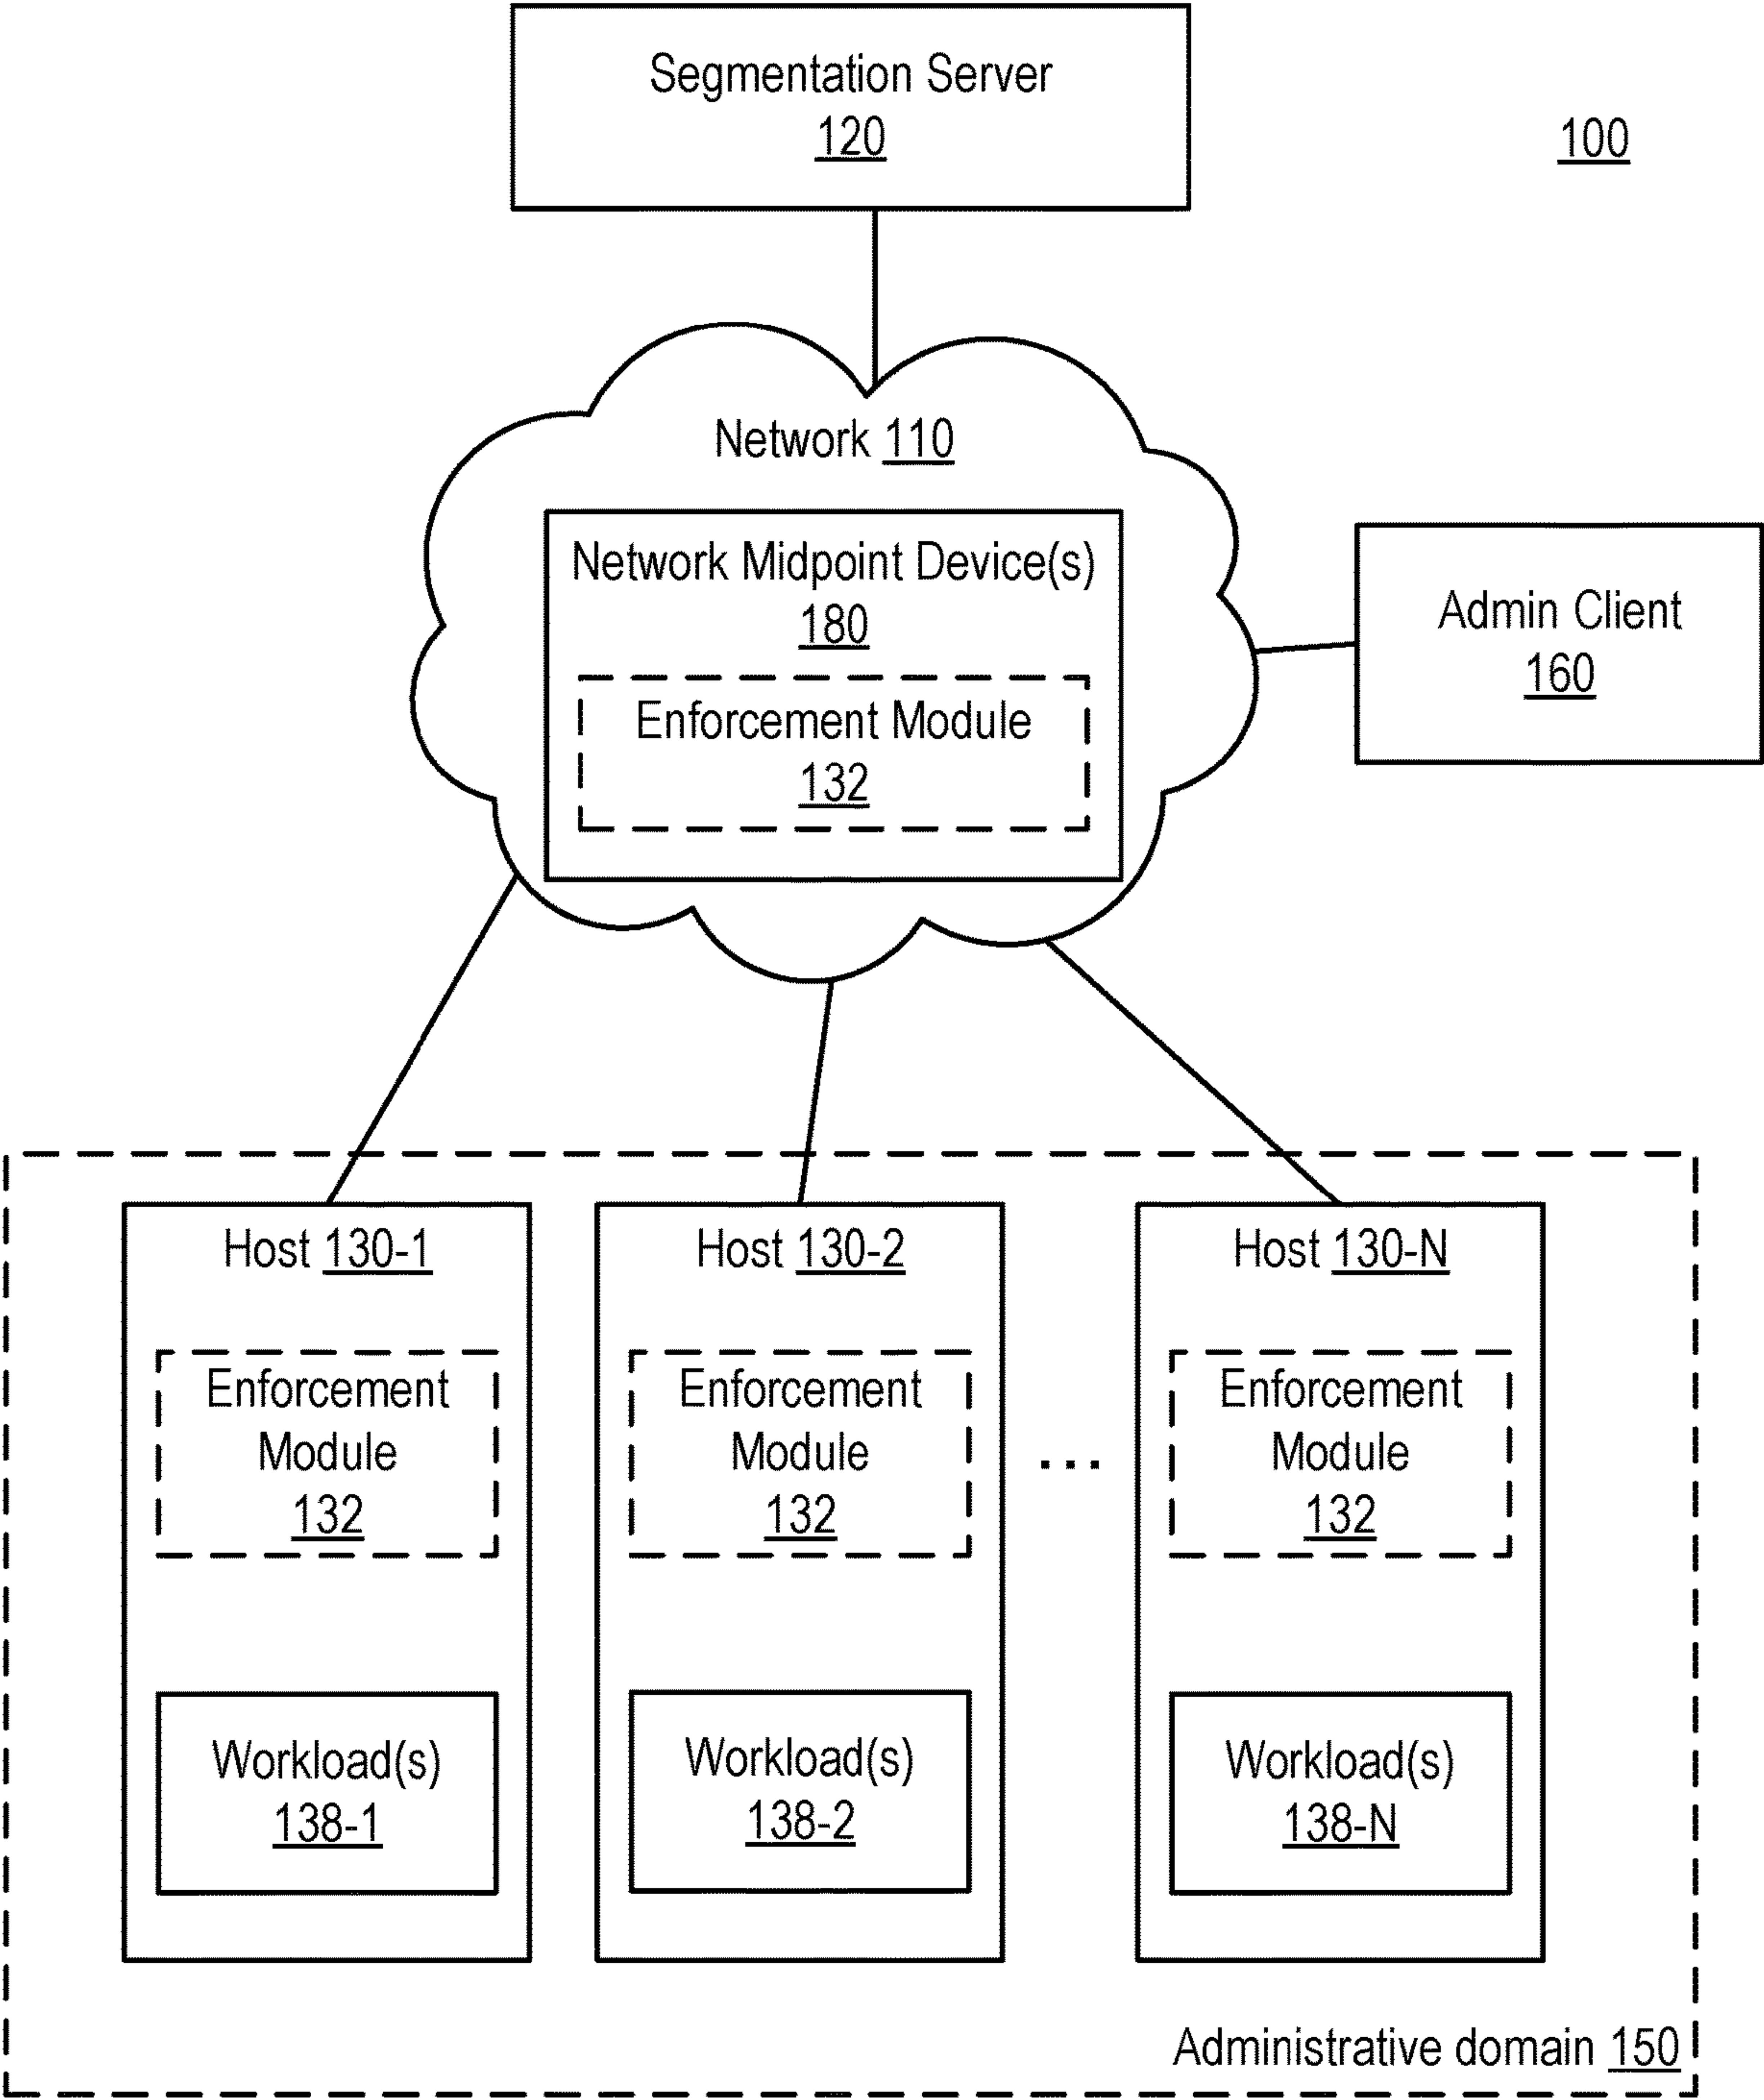 Segmentation Server
120
100
Network 110
Network Midpoint Device(s)
180
Enforcement Module
132
Admin Client
160
Host 130-1
Enforcement
Module
132
Workload(s)
138-1
Host 130-2
Enforcement
Module
132
Workload(s)
138-2
...
Host 130-N
Enforcement
Module
132
Workload(s)
138-N
Administrative domain 150